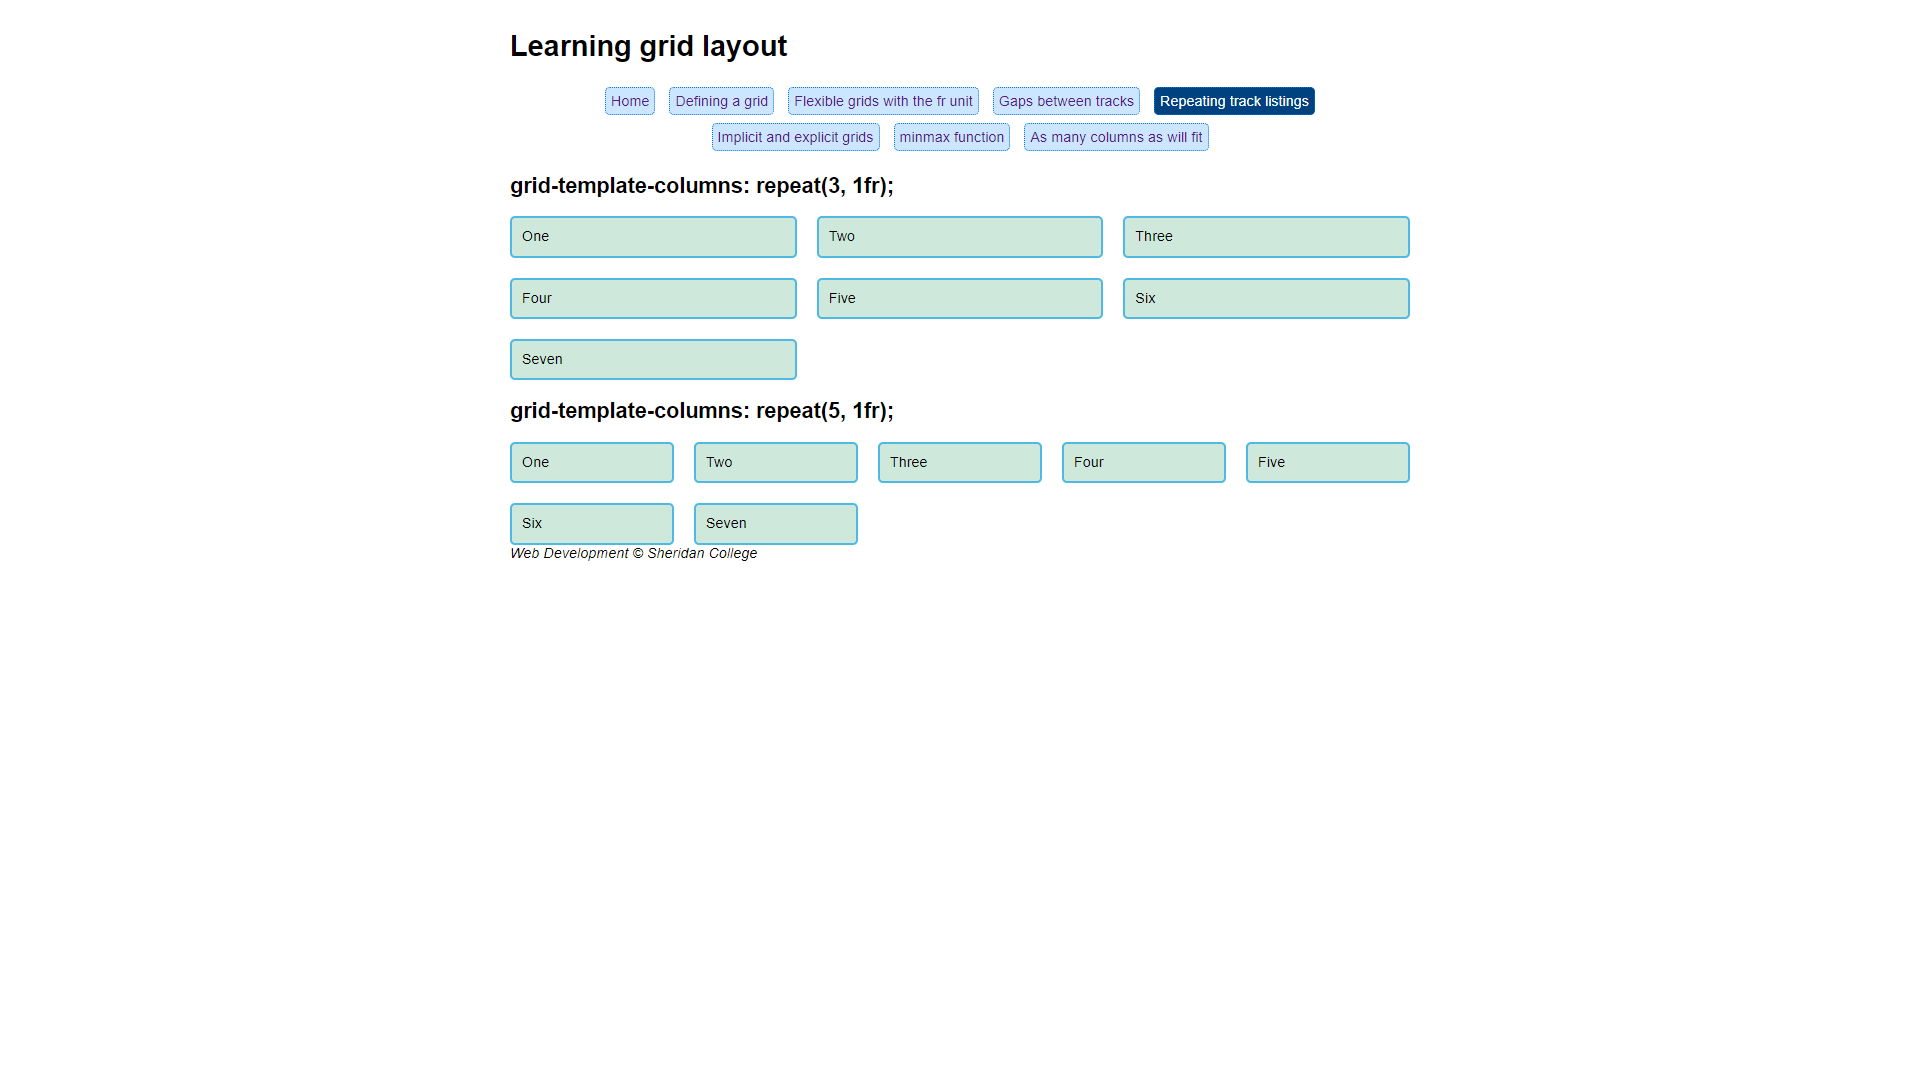 Learning grid layout
Home Defining a grid Flexible grids with the fr unit Gaps between tracks Repeating track listings
Implicit and explicit grids minmax function As many columns as will fit
grid-template-columns: repeat(3, 1fr);
One Two Three
Four Five Six
Seven
grid-template-columns: repeat(5, 1fr);
One Two Three Four Five
Six Seven
Web Development © Sheridan College